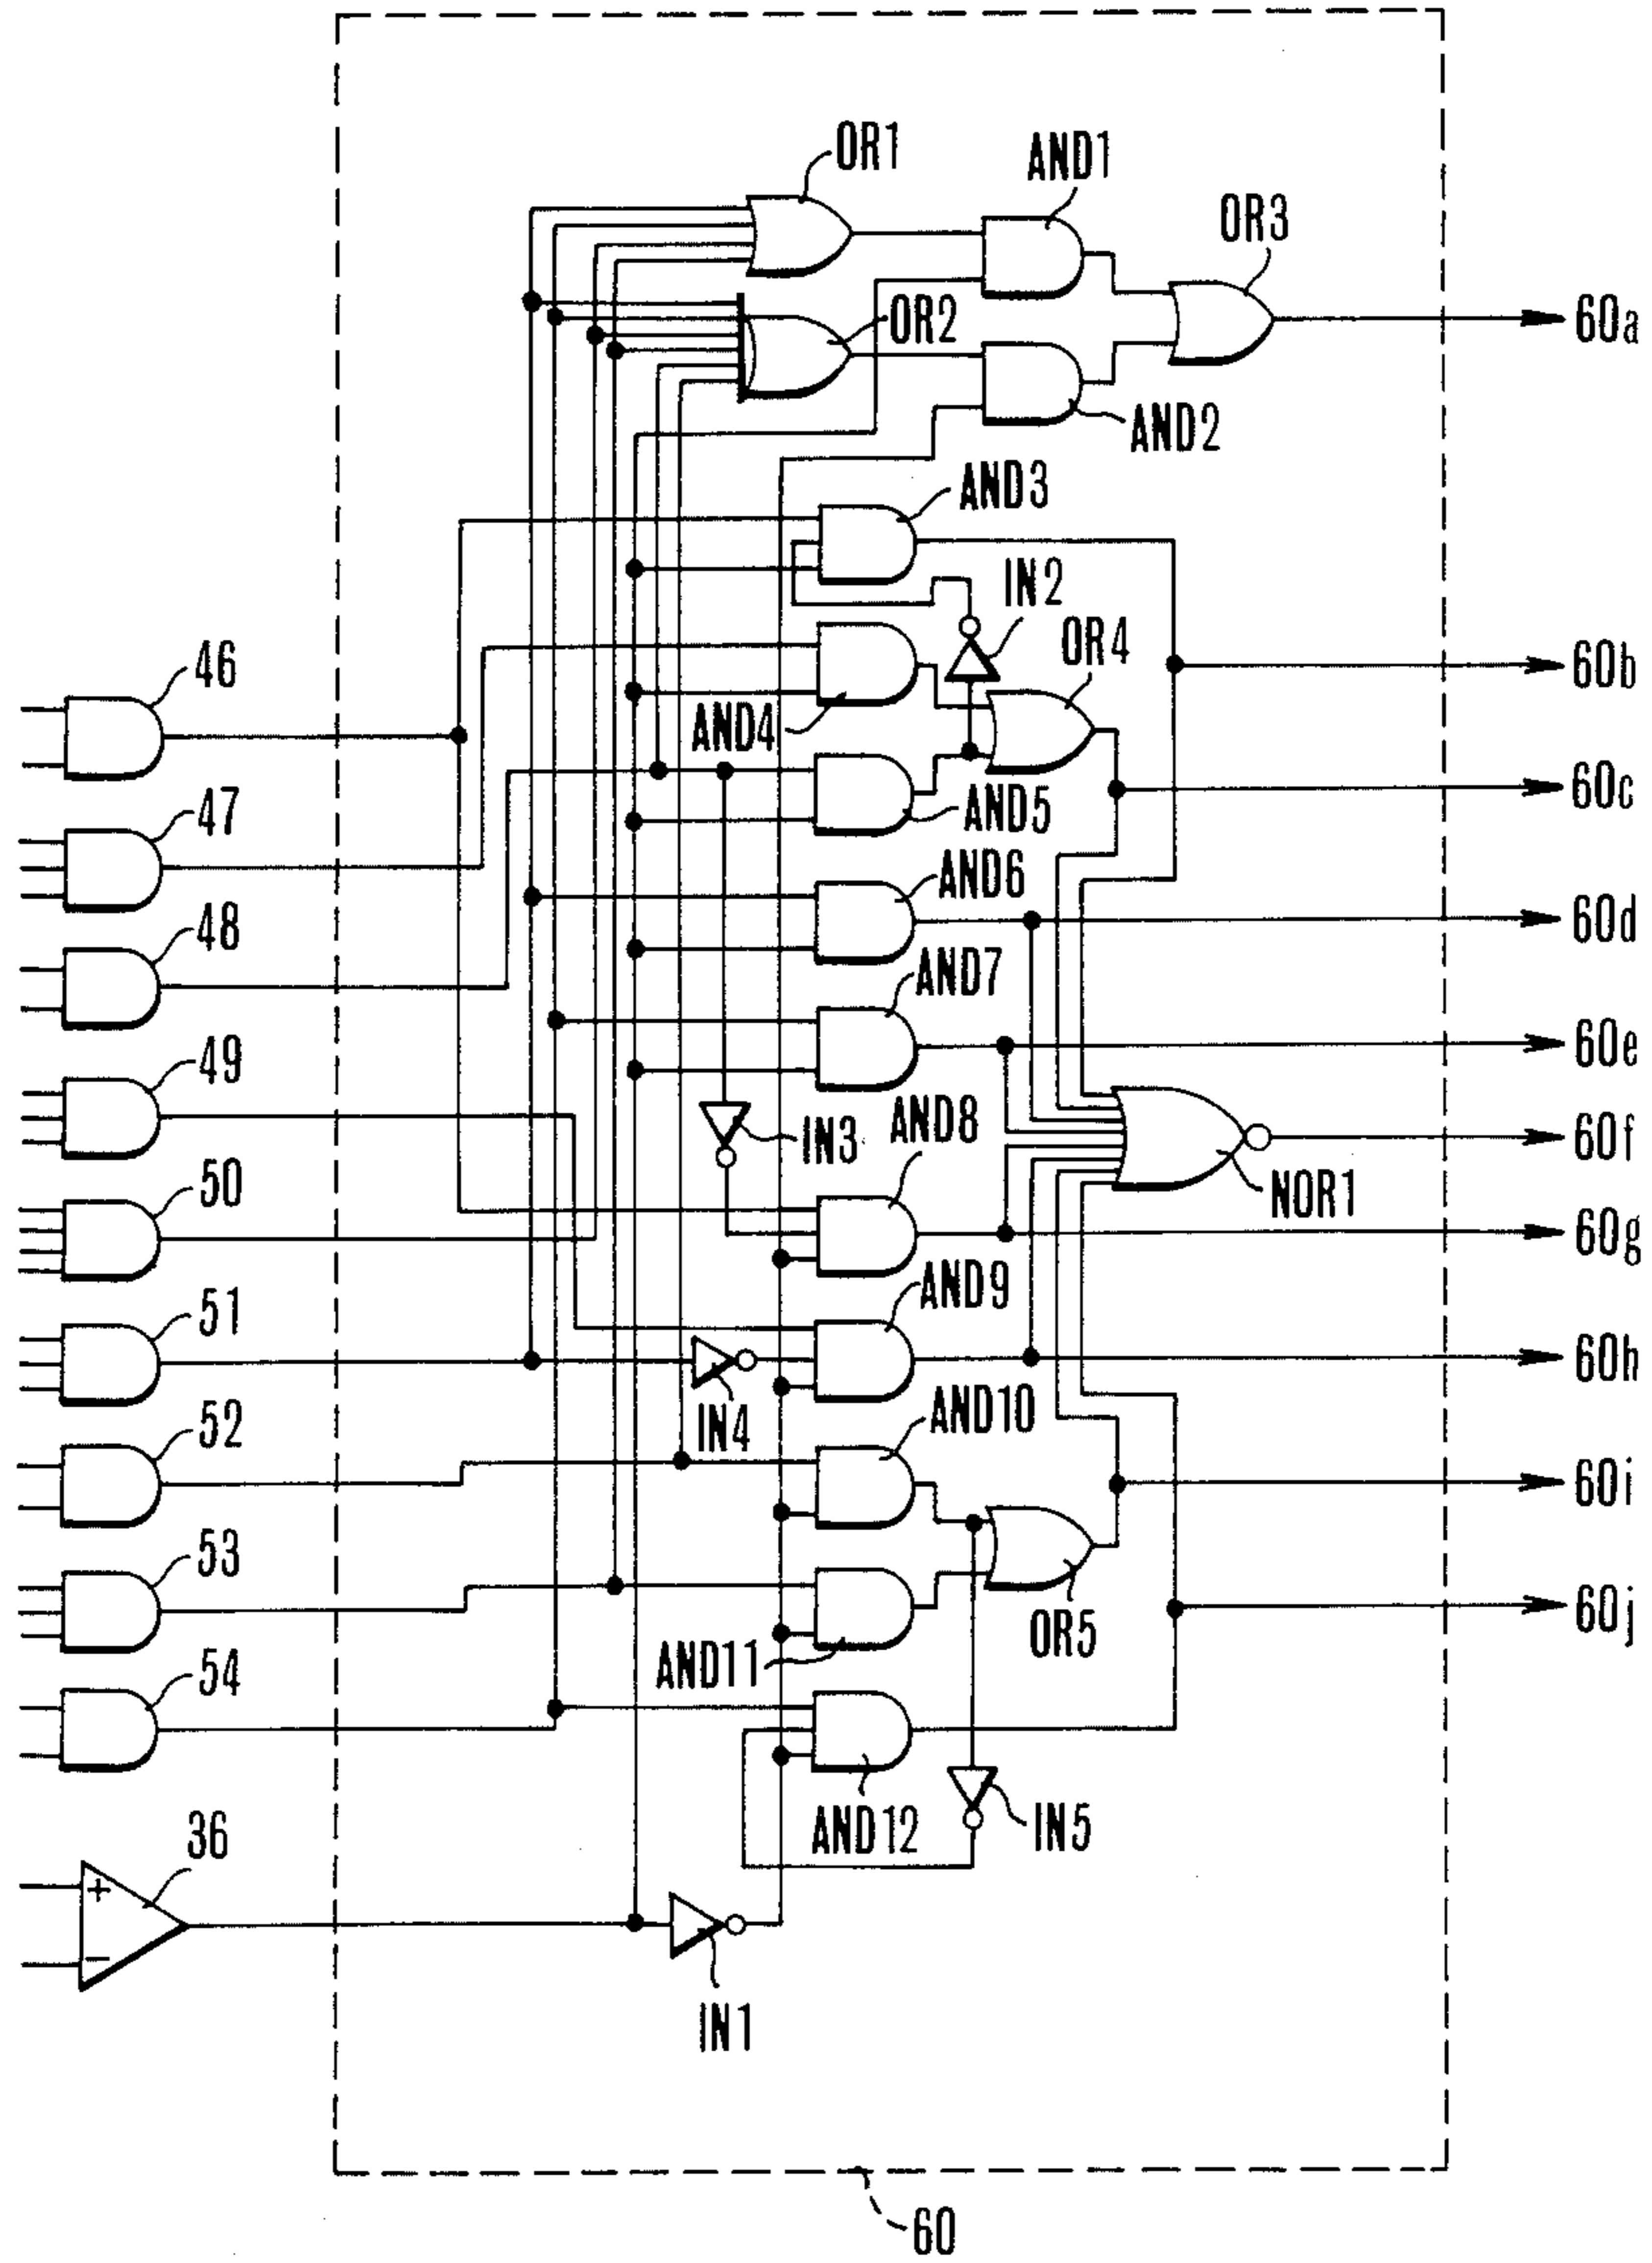 OR1
AND1
OR3
OR2
60a
AND2
AND3
IN2
OR4
46
60b
AND4
47
60c
AND5
AND6
48
60d
AND7
49
60e
AND8
IN3
60f
50
NOR1
60g
AND9
51
60h
AND10
IN4
52
60i
53
60j
OR5
AND11
54
AND12
IN5
36
+
−
IN1
60